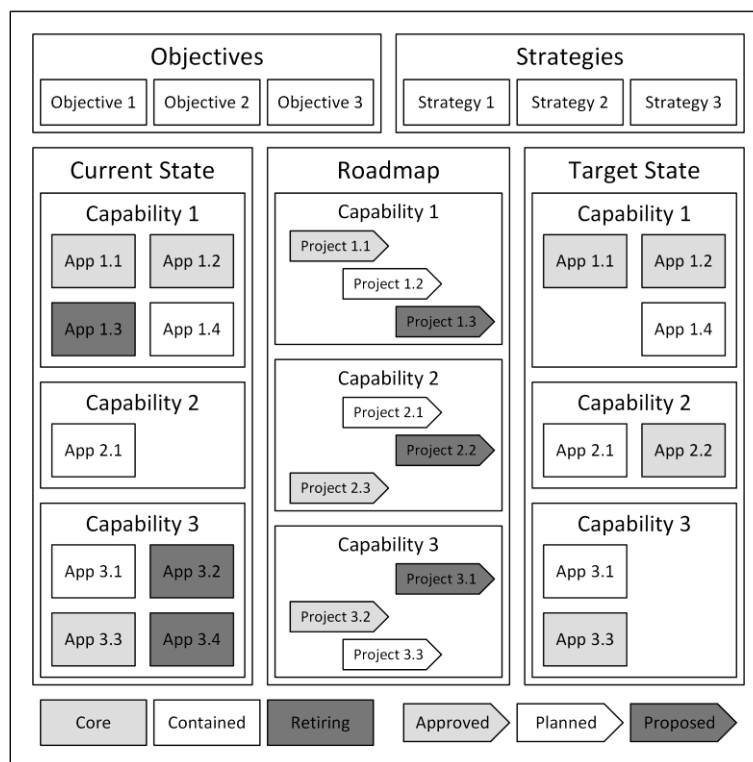 Objectives
Objective 1 Objective 2 Objective 3
Strategies
Strategy 1 Strategy 2 Strategy 3
Current State
Capability 1
App 1.1 App 1.2
App 1.3 App 1.4
Capability 2
App 2.1
Capability 3
App 3.1 App 3.2
App 3.3 App 3.4
Roadmap
Capability 1
Project 1.1
Project 1.2
Project 1.3
Capability 2
Project 2.1
Project 2.2
Project 2.3
Capability 3
Project 3.1
Project 3.2
Project 3.3
Target State
Capability 1
App 1.1 App 1.2
App 1.4
Capability 2
App 2.1 App 2.2
Capability 3
App 3.1
App 3.3
Core Contained Retiring
Approved Planned Proposed